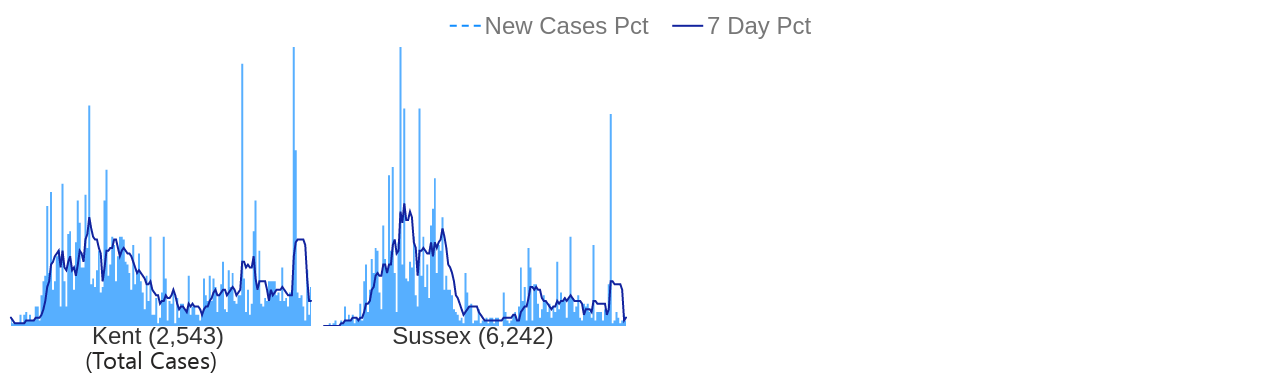 New Cases Pct 7 Day Pct
Kent (2,543) Sussex (6,242)
(Total Cases)